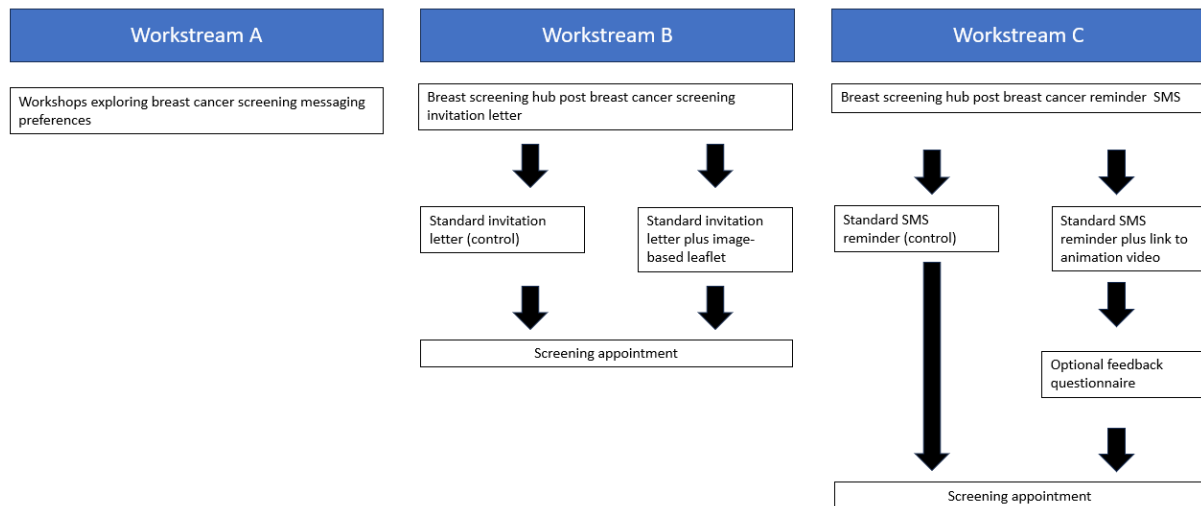 Workstream A
Workshops exploring breast cancer screening messaging
preferences
Workstream B
Breast screening hub post breast cancer screening
invitation letter
Standard invitation
letter (control)
Standard invitation
letter plus image-
based leaflet
Screening appointment
Workstream C
Breast screening hub post breast cancer reminder SMS
Standard SMS
reminder (control)
Standard SMS
reminder plus link to
animation video
Optional feedback
questionnaire
Screening appointment